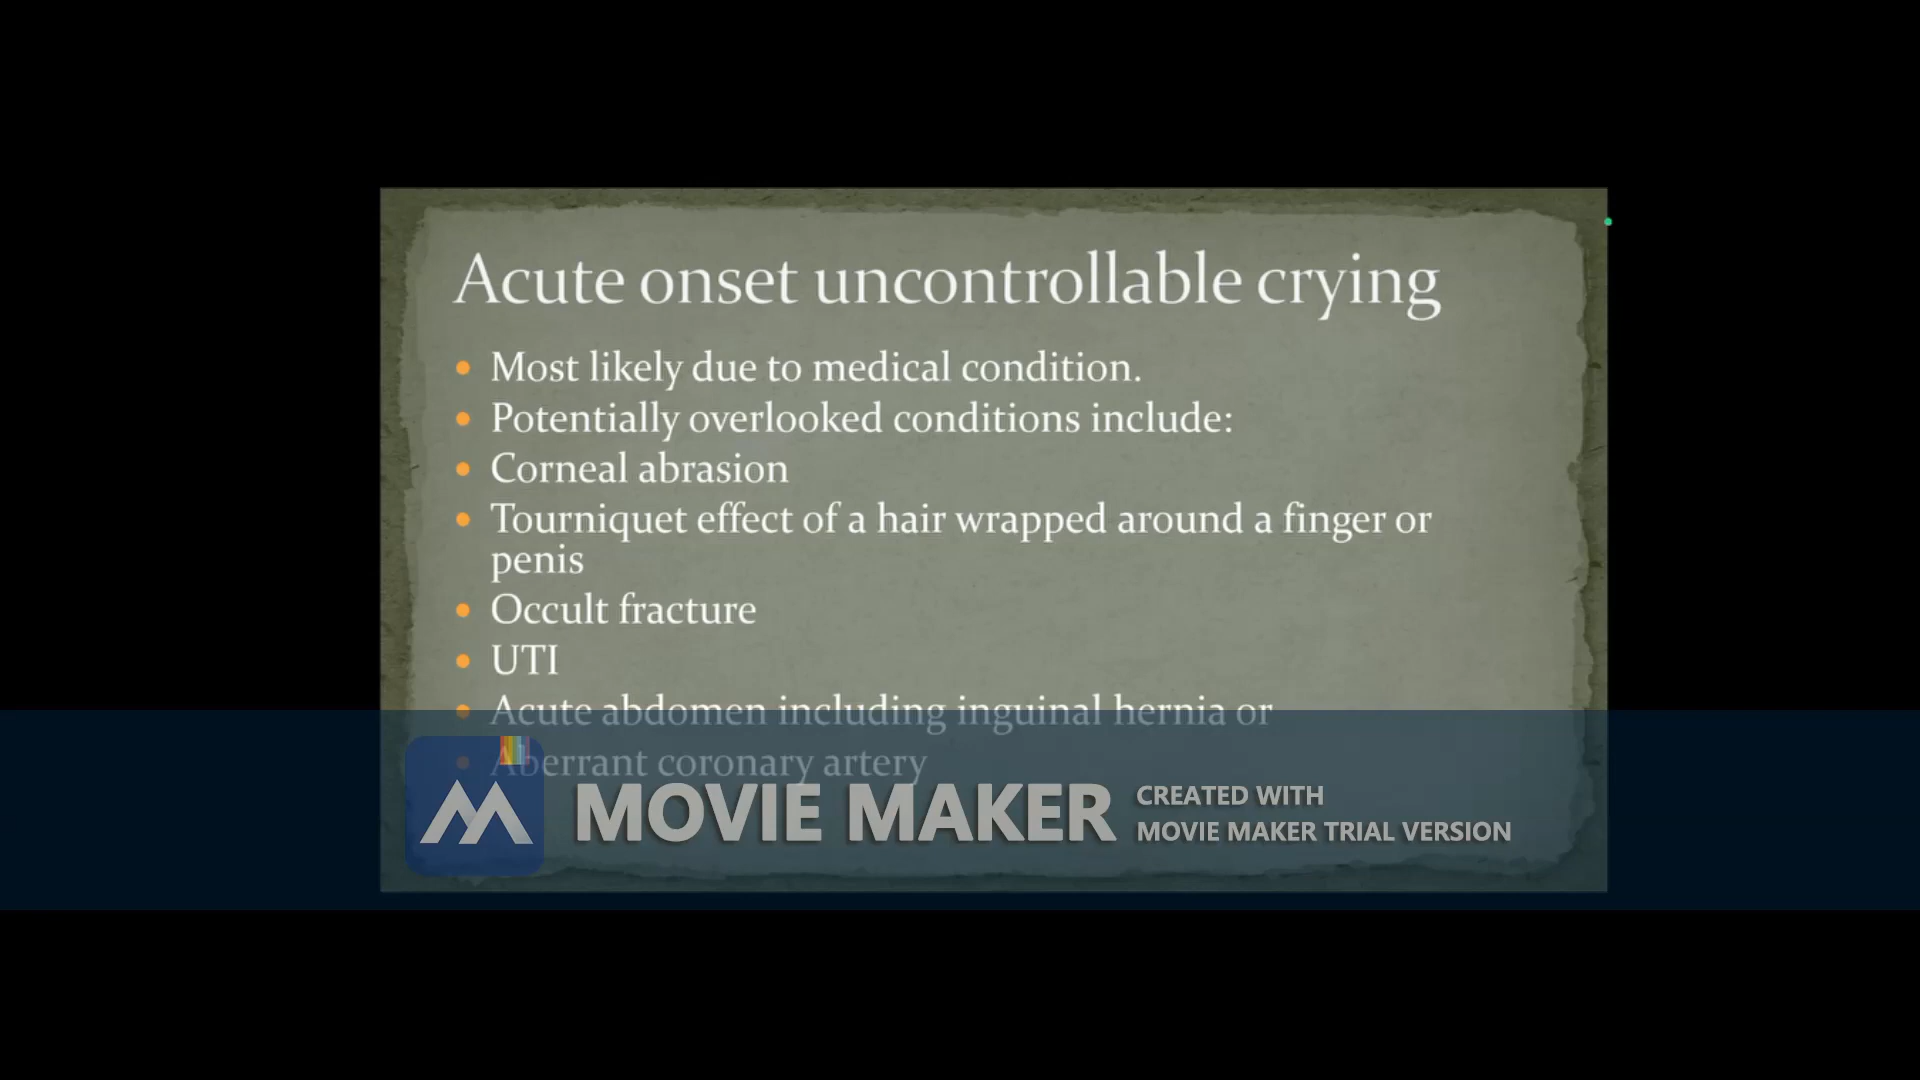 Acute onset uncontrollable crying
Most likely due to medical condition.
Potentially overlooked conditions include:
Corneal abrasion
Tourniquet effect of a hair wrapped around a finger or
penis
Occult fracture
UTI
Acute abdomen including inguinal hernia or
Aberrant coronary artery
MOVIE MAKER
CREATED WITH
MOVIE MAKER TRIAL VERSION